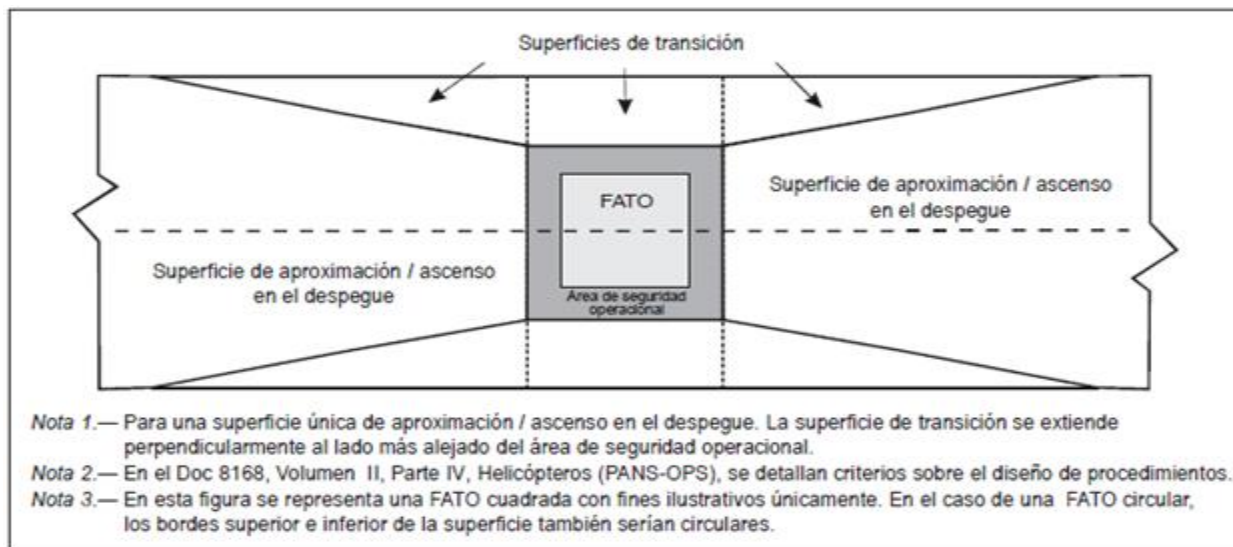 Superficies de transición
FATO
Superficie de aproximación / ascenso
en el despegue
Superficie de aproximación / ascenso
en el despegue
Área de seguridad
operacional
Nota 1.— Para una superficie única de aproximación / ascenso en el despegue. La superficie de transición se extiende
perpendicularmente al lado más alejado del área de seguridad operacional.
Nota 2.— En el Doc 8168, Volumen II, Parte IV, Helicópteros (PANS-OPS), se detallan criterios sobre el diseño de procedimientos.
Nota 3.— En esta figura se representa una FATO cuadrada con fines ilustrativos únicamente. En el caso de una FATO circular,
los bordes superior e inferior de la superficie también serían circulares.